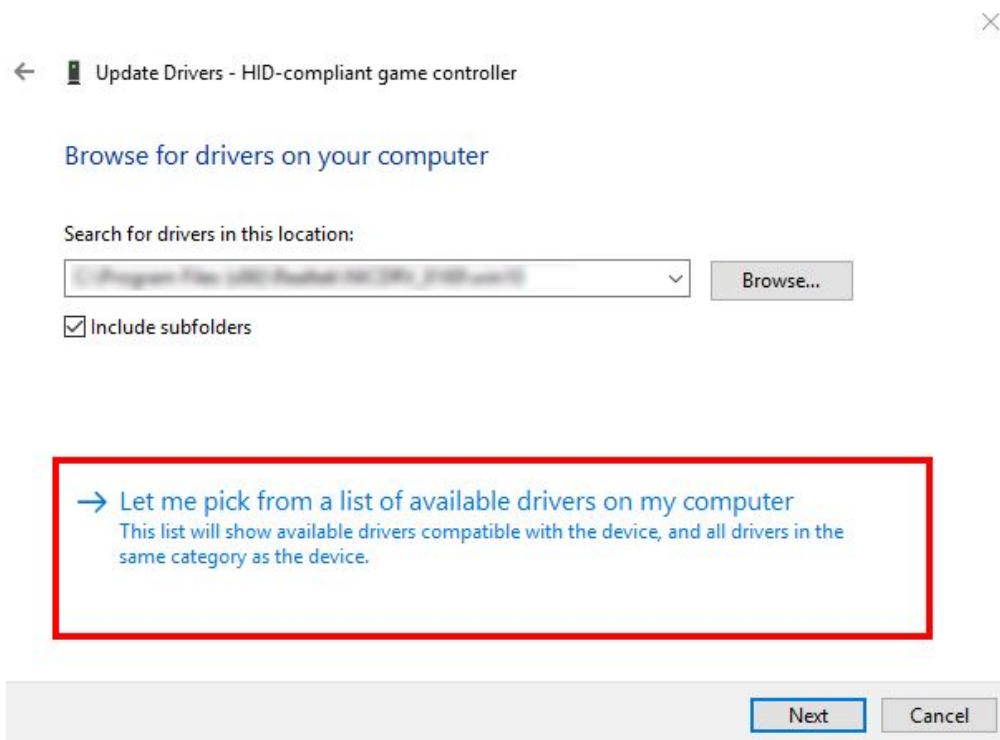 Update Drivers - HID-compliant game controller
Browse for drivers on your computer
Search for drivers in this location:
Browse...
Include subfolders
Let me pick from a list of available drivers on my computer
This list will show available drivers compatible with the device, and all drivers in the
same category as the device.
Next
Cancel